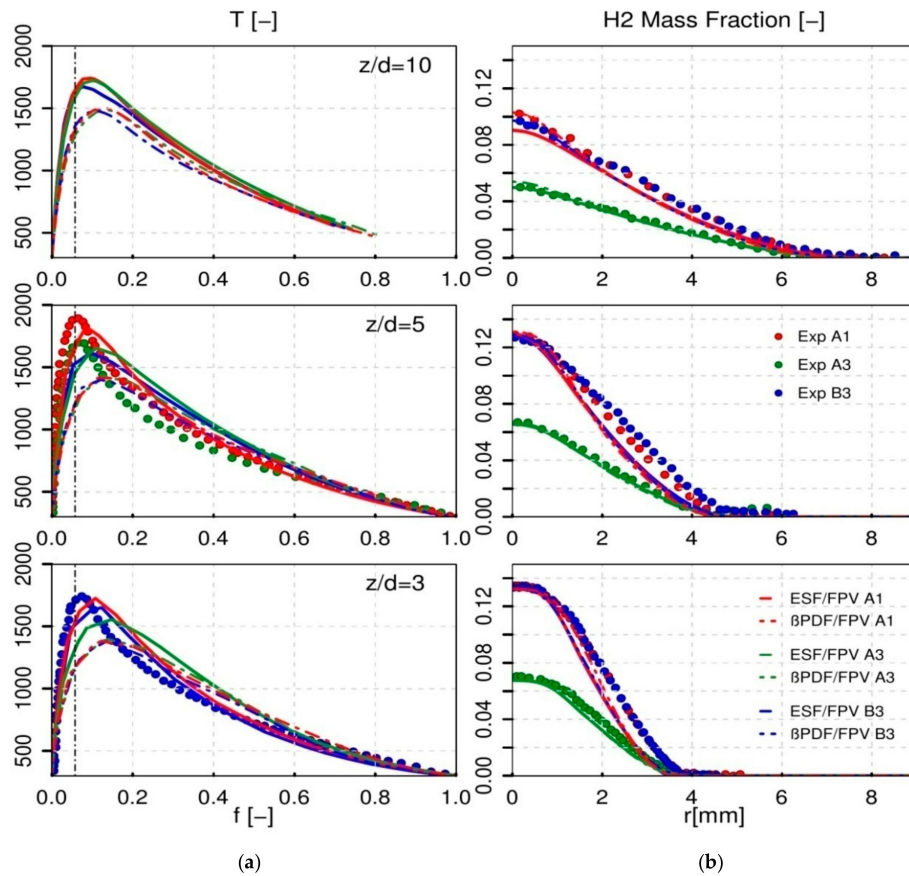 T [−]
H2 Mass Fraction [−]
z/d=10
2000
1500
1000
500
0.0 0.2 0.4 0.6 0.8 1.0
0.12
0.08
0.04
0.00
0 2 4 6 8
z/d=5
2000
1500
1000
500
0.0 0.2 0.4 0.6 0.8 1.0
0.12
0.08
0.04
0.00
0 2 4 6 8
Exp A1
Exp A3
Exp B3
z/d=3
2000
1500
1000
500
0.0 0.2 0.4 0.6 0.8 1.0
f [−]
0.12
0.08
0.04
0.00
0 2 4 6 8
r[mm]
ESF/FPV A1
ßPDF/FPV A1
ESF/FPV A3
ßPDF/FPV A3
ESF/FPV B3
ßPDF/FPV B3
(a)
(b)